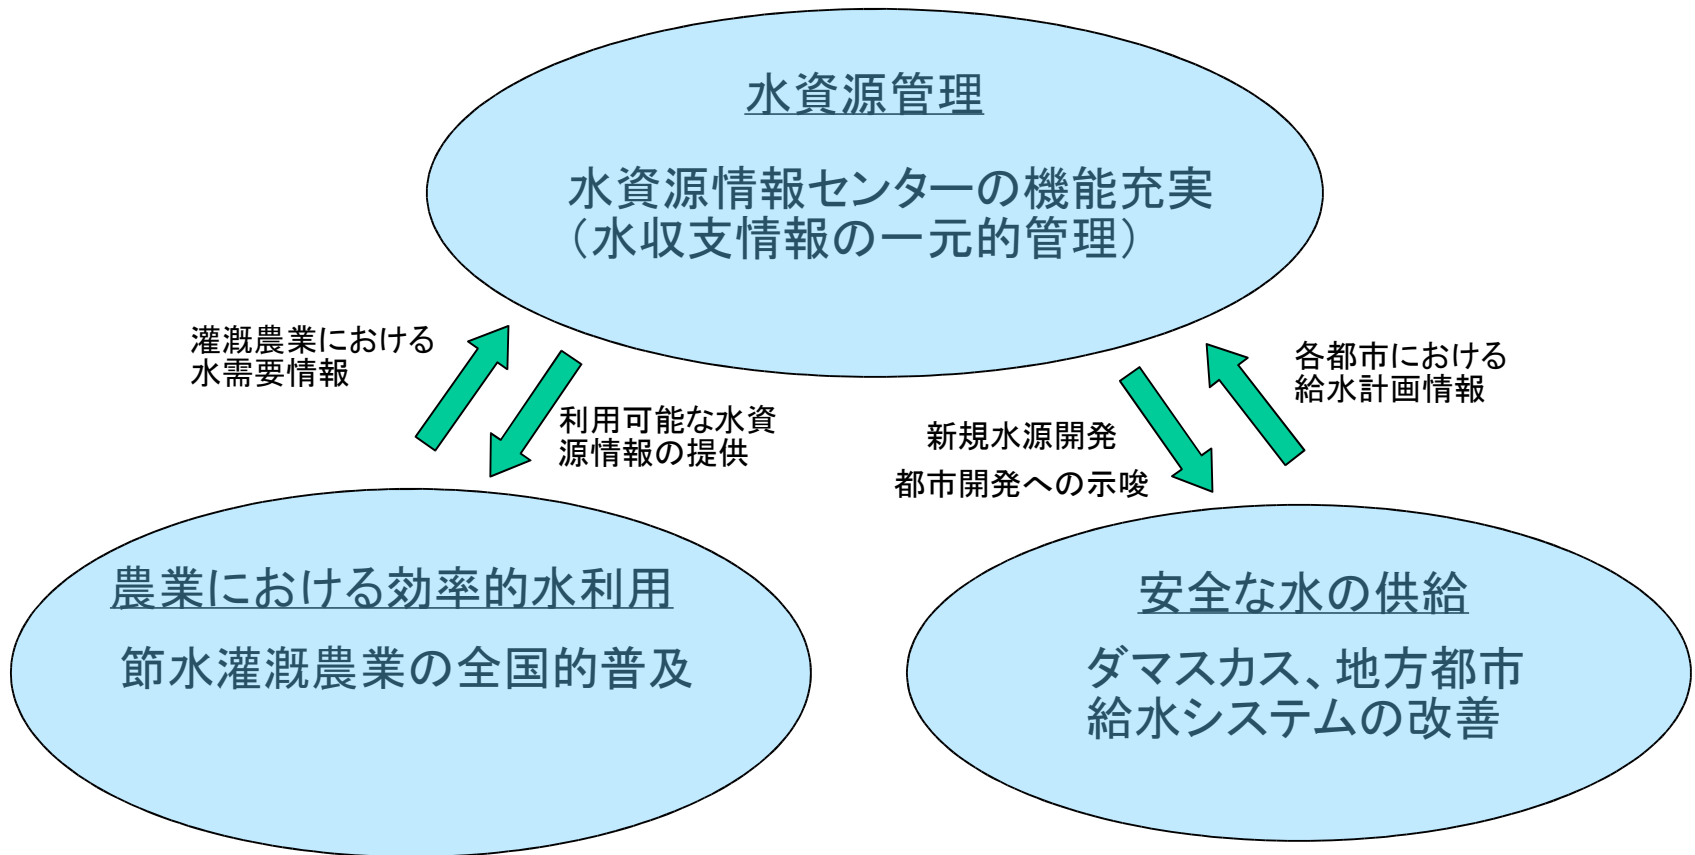 水資源管理
水資源情報センターの機能充実
（水収支情報の一元的管理）
灌漑農業における
水需要情報
利用可能な水資
源情報の提供
新規水源開発
都市開発への示唆
各都市における
給水計画情報
農業における効率的水利用
節水灌漑農業の全国的普及
安全な水の供給
ダマスカス、地方都市
給水システムの改善